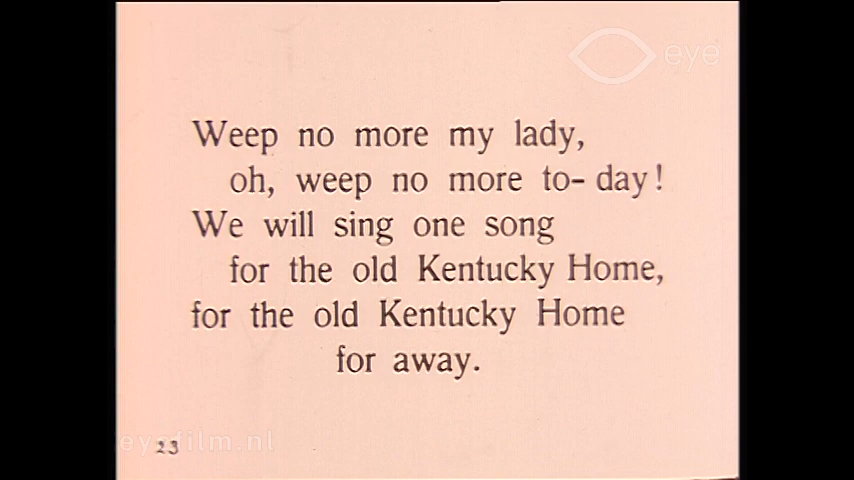 eye
Weep no more my lady,
oh, weep no more to-day!
We will sing one song
for the old Kentucky Home,
for the old Kentucky Home
for away.
eyefilm.nl
23